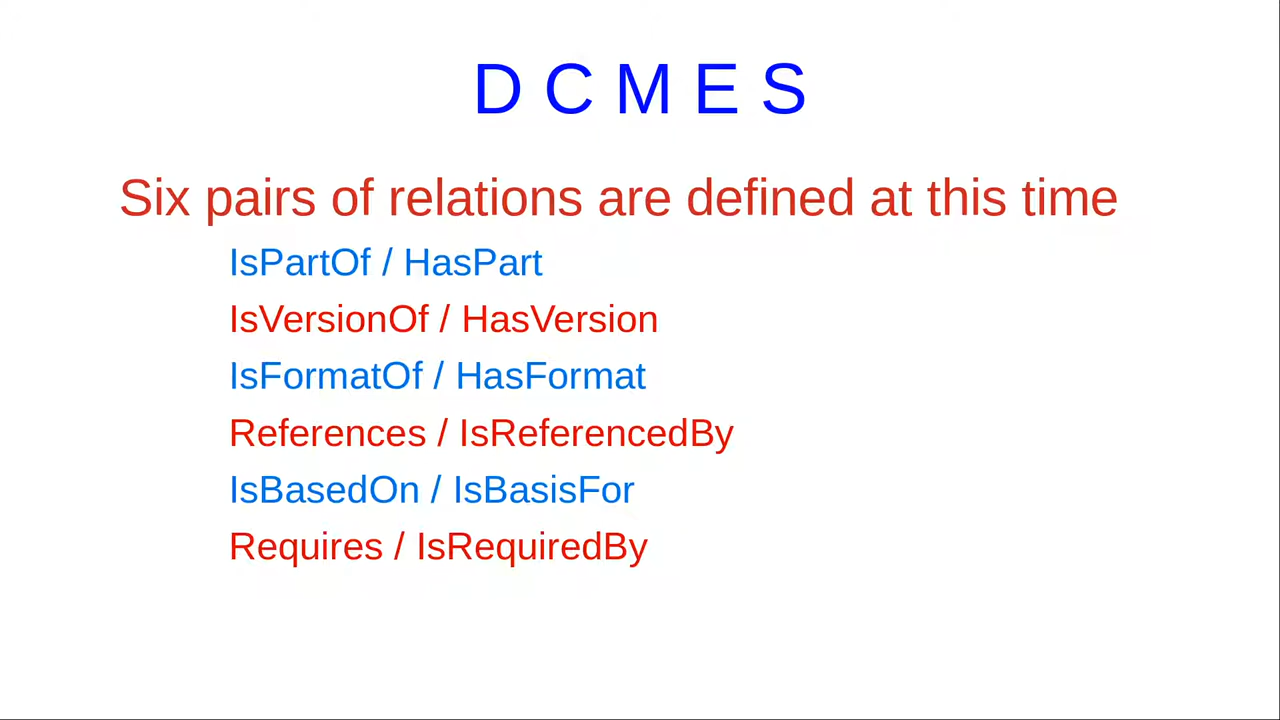 D C M E S
Six pairs of relations are defined at this time
IsPartOf / HasPart
IsVersionOf / HasVersion
IsFormatOf / HasFormat
References / IsReferencedBy
IsBasedOn / IsBasisFor
Requires / IsRequiredBy